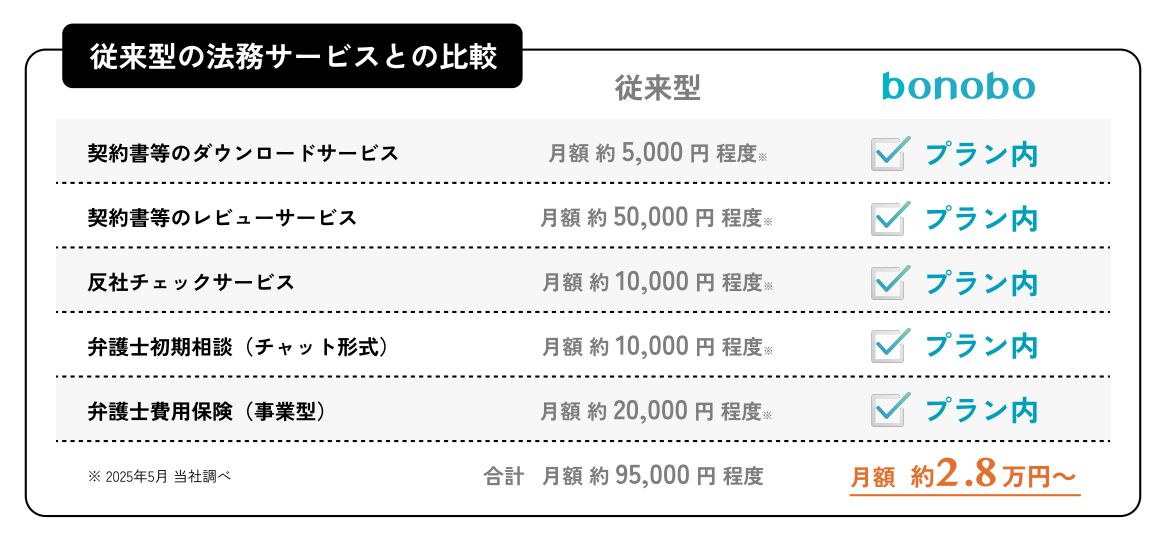 従来型の法務サービスとの比較
従来型 bonobo
契約書等のダウンロードサービス 月額 約 5,000 円 程度※ プラン内
契約書等のレビューサービス 月額 約 50,000 円 程度※ プラン内
反社チェックサービス 月額 約 10,000 円 程度※ プラン内
弁護士初期相談（チャット形式） 月額 約 10,000 円 程度※ プラン内
弁護士費用保険（事業型） 月額 約 20,000 円 程度※ プラン内
※ 2025年5月 当社調べ 合計 月額 約 95,000 円 程度 月額 約2.8万円〜